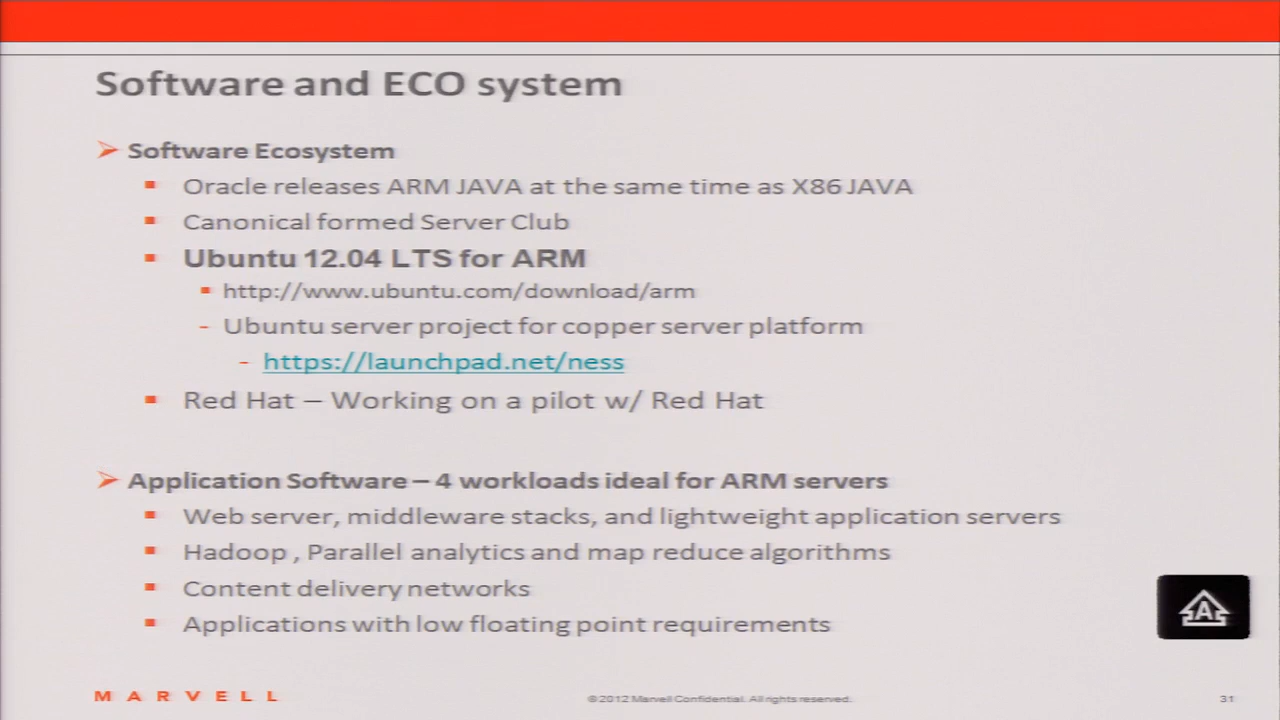 Software and ECO system
➢ Software Ecosystem
▪ Oracle releases ARM JAVA at the same time as X86 JAVA
▪ Canonical formed Server Club
▪ Ubuntu 12.04 LTS for ARM
▪ http://www.ubuntu.com/download/arm
- Ubuntu server project for copper server platform
- https://launchpad.net/ness
▪ Red Hat – Working on a pilot w/ Red Hat
➢ Application Software – 4 workloads ideal for ARM servers
▪ Web server, middleware stacks, and lightweight application servers
▪ Hadoop , Parallel analytics and map reduce algorithms
▪ Content delivery networks
▪ Applications with low floating point requirements
A
MARVELL
© 2012 Marvell Confidential. All rights reserved.
31